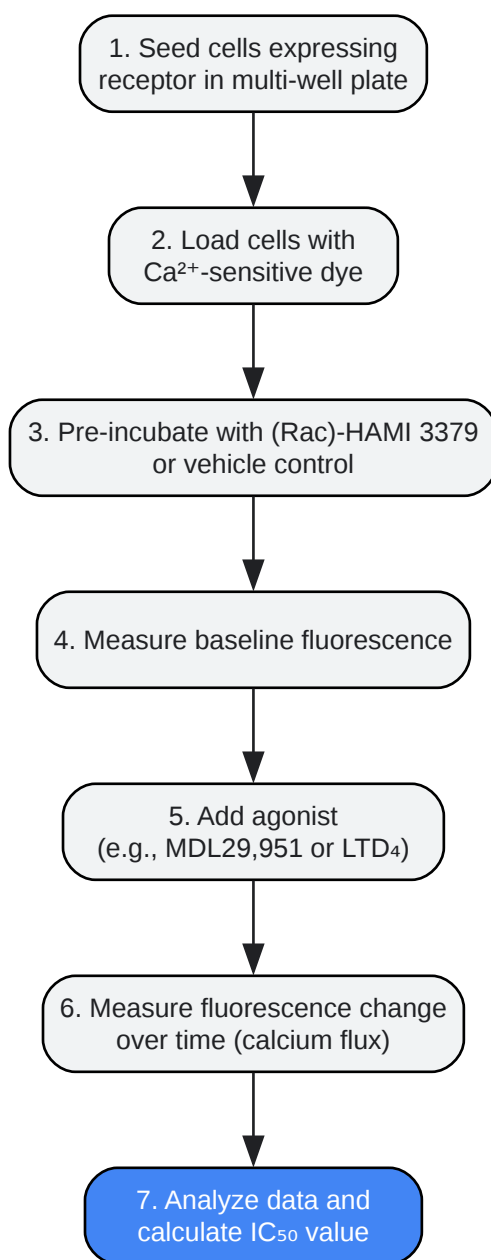 1. Seed cells expressing
receptor in multi-well plate
2. Load cells with
Ca²⁺-sensitive dye
3. Pre-incubate with (Rac)-HAMI 3379
or vehicle control
4. Measure baseline fluorescence
5. Add agonist
(e.g., MDL29,951 or LTD₄)
6. Measure fluorescence change
over time (calcium flux)
7. Analyze data and
calculate IC₅₀ value